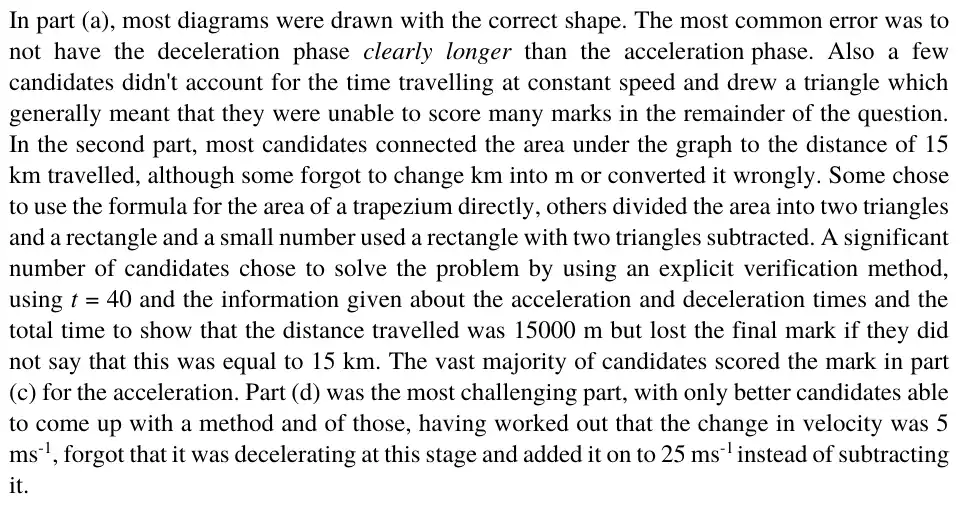 In part (a), most diagrams were drawn with the correct shape. The most common error was to
not have the deceleration phase clearly longer than the acceleration phase. Also a few
candidates didn't account for the time travelling at constant speed and drew a triangle which
generally meant that they were unable to score many marks in the remainder of the question.
In the second part, most candidates connected the area under the graph to the distance of 15
km travelled, although some forgot to change km into m or converted it wrongly. Some chose
to use the formula for the area of a trapezium directly, others divided the area into two triangles
and a rectangle and a small number used a rectangle with two triangles subtracted. A significant
number of candidates chose to solve the problem by using an explicit verification method,
using t = 40 and the information given about the acceleration and deceleration times and the
total time to show that the distance travelled was 15000 m but lost the final mark if they did
not say that this was equal to 15 km. The vast majority of candidates scored the mark in part
(c) for the acceleration. Part (d) was the most challenging part, with only better candidates able
to come up with a method and of those, having worked out that the change in velocity was 5
ms⁻¹, forgot that it was decelerating at this stage and added it on to 25 ms⁻¹ instead of subtracting
it.